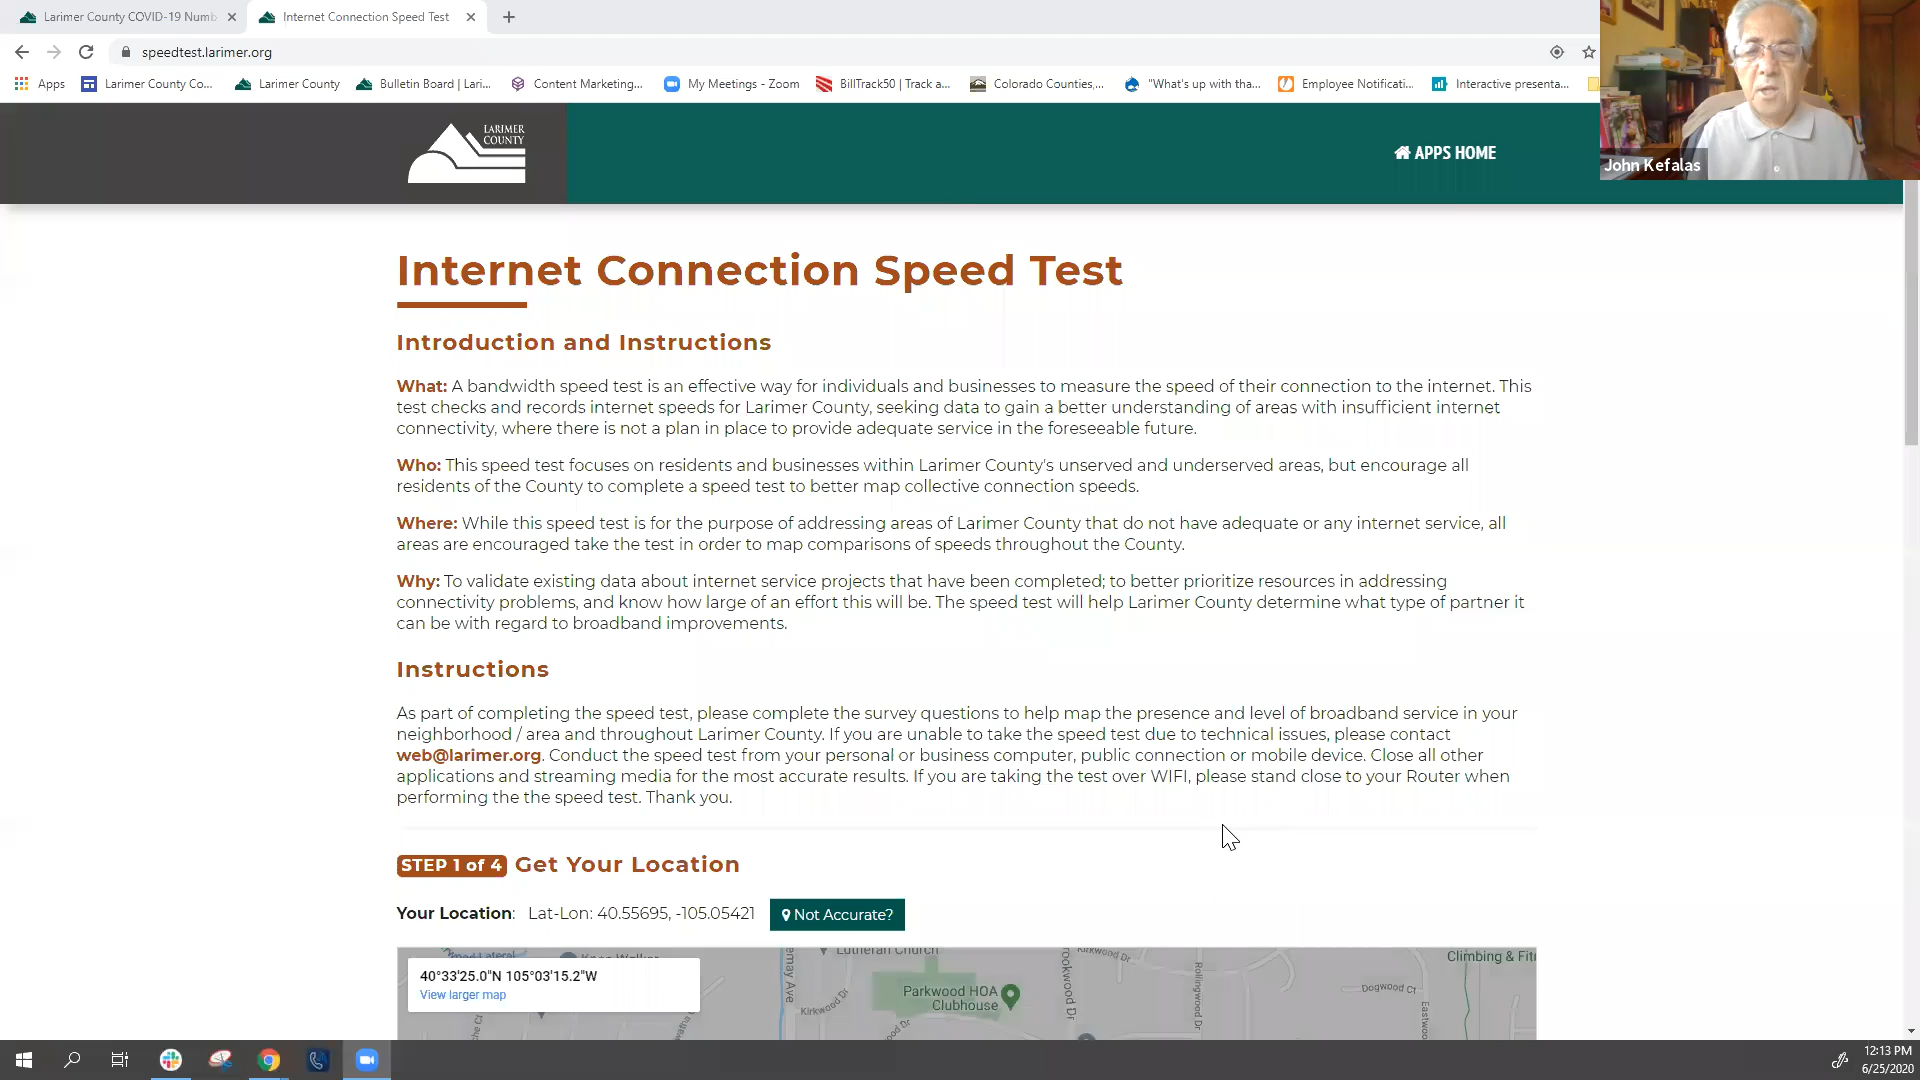 Larimer County COVID-19 Numb
Internet Connection Speed Test
speedtest.larimer.org
Apps
Larimer County Co...
Larimer County
Bulletin Board | Lari...
Content Marketing...
My Meetings - Zoom
BillTrack50 | Track a...
Colorado Counties,...
"What's up with tha...
Employee Notificati...
Interactive presenta...
LARIMER
COUNTY
APPS HOME
John Kefalas
Internet Connection Speed Test
Introduction and Instructions
What: A bandwidth speed test is an effective way for individuals and businesses to measure the speed of their connection to the internet. This
test checks and records internet speeds for Larimer County, seeking data to gain a better understanding of areas with insufficient internet
connectivity, where there is not a plan in place to provide adequate service in the foreseeable future.
Who: This speed test focuses on residents and businesses within Larimer County's unserved and underserved areas, but encourage all
residents of the County to complete a speed test to better map collective connection speeds.
Where: While this speed test is for the purpose of addressing areas of Larimer County that do not have adequate or any internet service, all
areas are encouraged take the test in order to map comparisons of speeds throughout the County.
Why: To validate existing data about internet service projects that have been completed; to better prioritize resources in addressing
connectivity problems, and know how large of an effort this will be. The speed test will help Larimer County determine what type of partner it
can be with regard to broadband improvements.
Instructions
As part of completing the speed test, please complete the survey questions to help map the presence and level of broadband service in your
neighborhood / area and throughout Larimer County. If you are unable to take the speed test due to technical issues, please contact
web@larimer.org. Conduct the speed test from your personal or business computer, public connection or mobile device. Close all other
applications and streaming media for the most accurate results. If you are taking the test over WIFI, please stand close to your Router when
performing the the speed test. Thank you.
STEP 1 of 4 Get Your Location
Your Location: Lat-Lon: 40.55695, -105.05421 Not Accurate?
40°33'25.0"N 105°03'15.2"W
View larger map
Lutheran Church
Kirkwood Dr
Parkwood HOA
Clubhouse
Rollingwood Dr
Dogwood Ct
Climbing & Fit
Kirkwood Dr
12:13 PM
6/25/2020